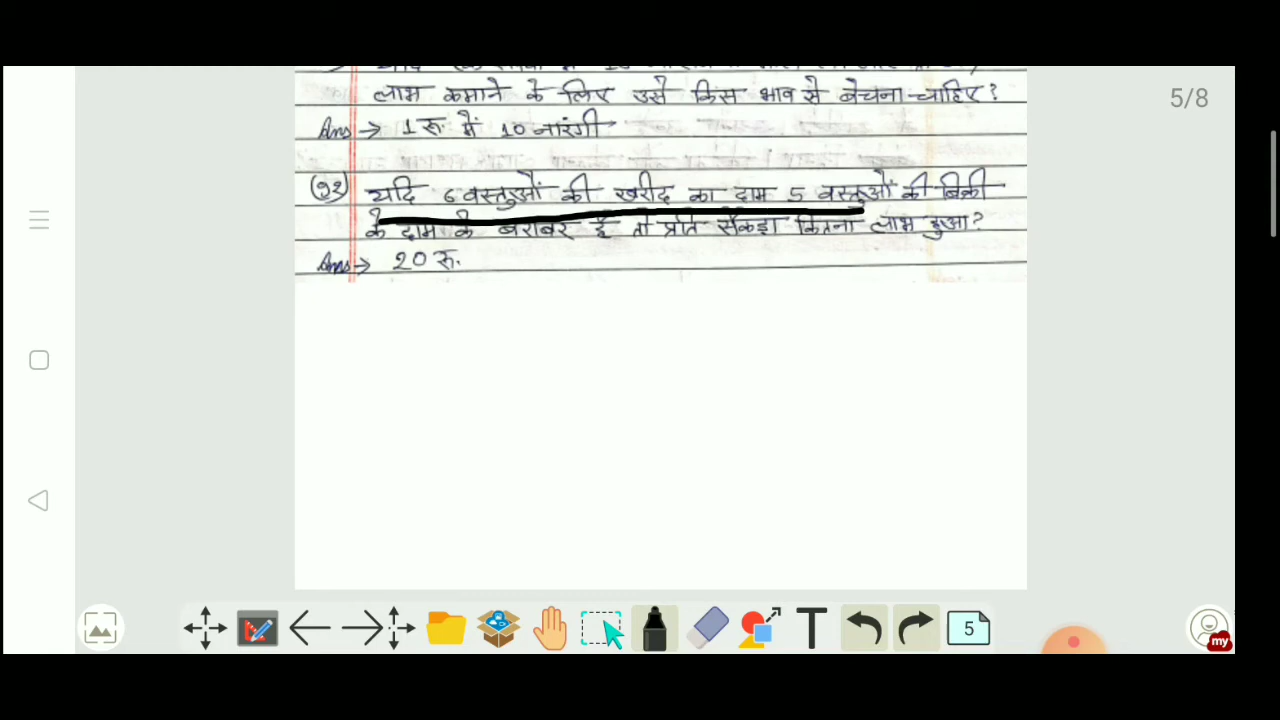 5/8
लाभ कमाने के लिए उसे किस भाव से बेचना चाहिए?
Ans → 1 रू. में 10 नारंगी
यदि 6 वस्तुओं की खरीद का दाम 5 वस्तुओं की बिक्री
के दाम के बराबर है तो प्रति सैकड़ा कितना लाभ हुआ?
Ans → 20 रू.
T
5
my